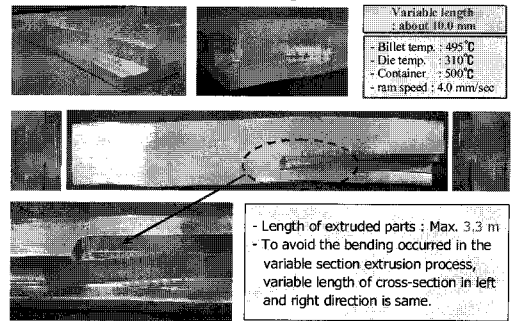 Variable length
: about 10.0 mm
- Billet temp. : 495℃
- Die temp. : 310℃
- Container : 500℃
- ram speed : 4.0 mm/sec
- Length of extruded parts : Max. 3.3 m
- To avoid the bending occurred in the
variable section extrusion process,
variable length of cross-section in left
and right direction is same.